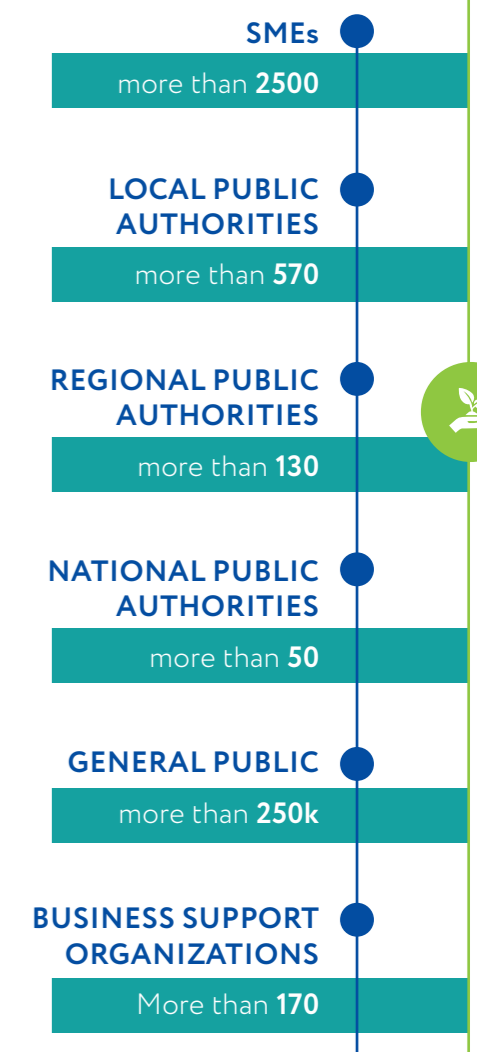 SMEs
more than 2500
LOCAL PUBLIC
AUTHORITIES
more than 570
REGIONAL PUBLIC
AUTHORITIES
more than 130
NATIONAL PUBLIC
AUTHORITIES
more than 50
GENERAL PUBLIC
more than 250k
BUSINESS SUPPORT
ORGANIZATIONS
More than 170